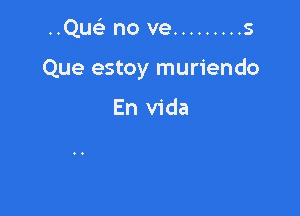 ..Qué no ve.........s
Que estoy muriendo
En vida
..